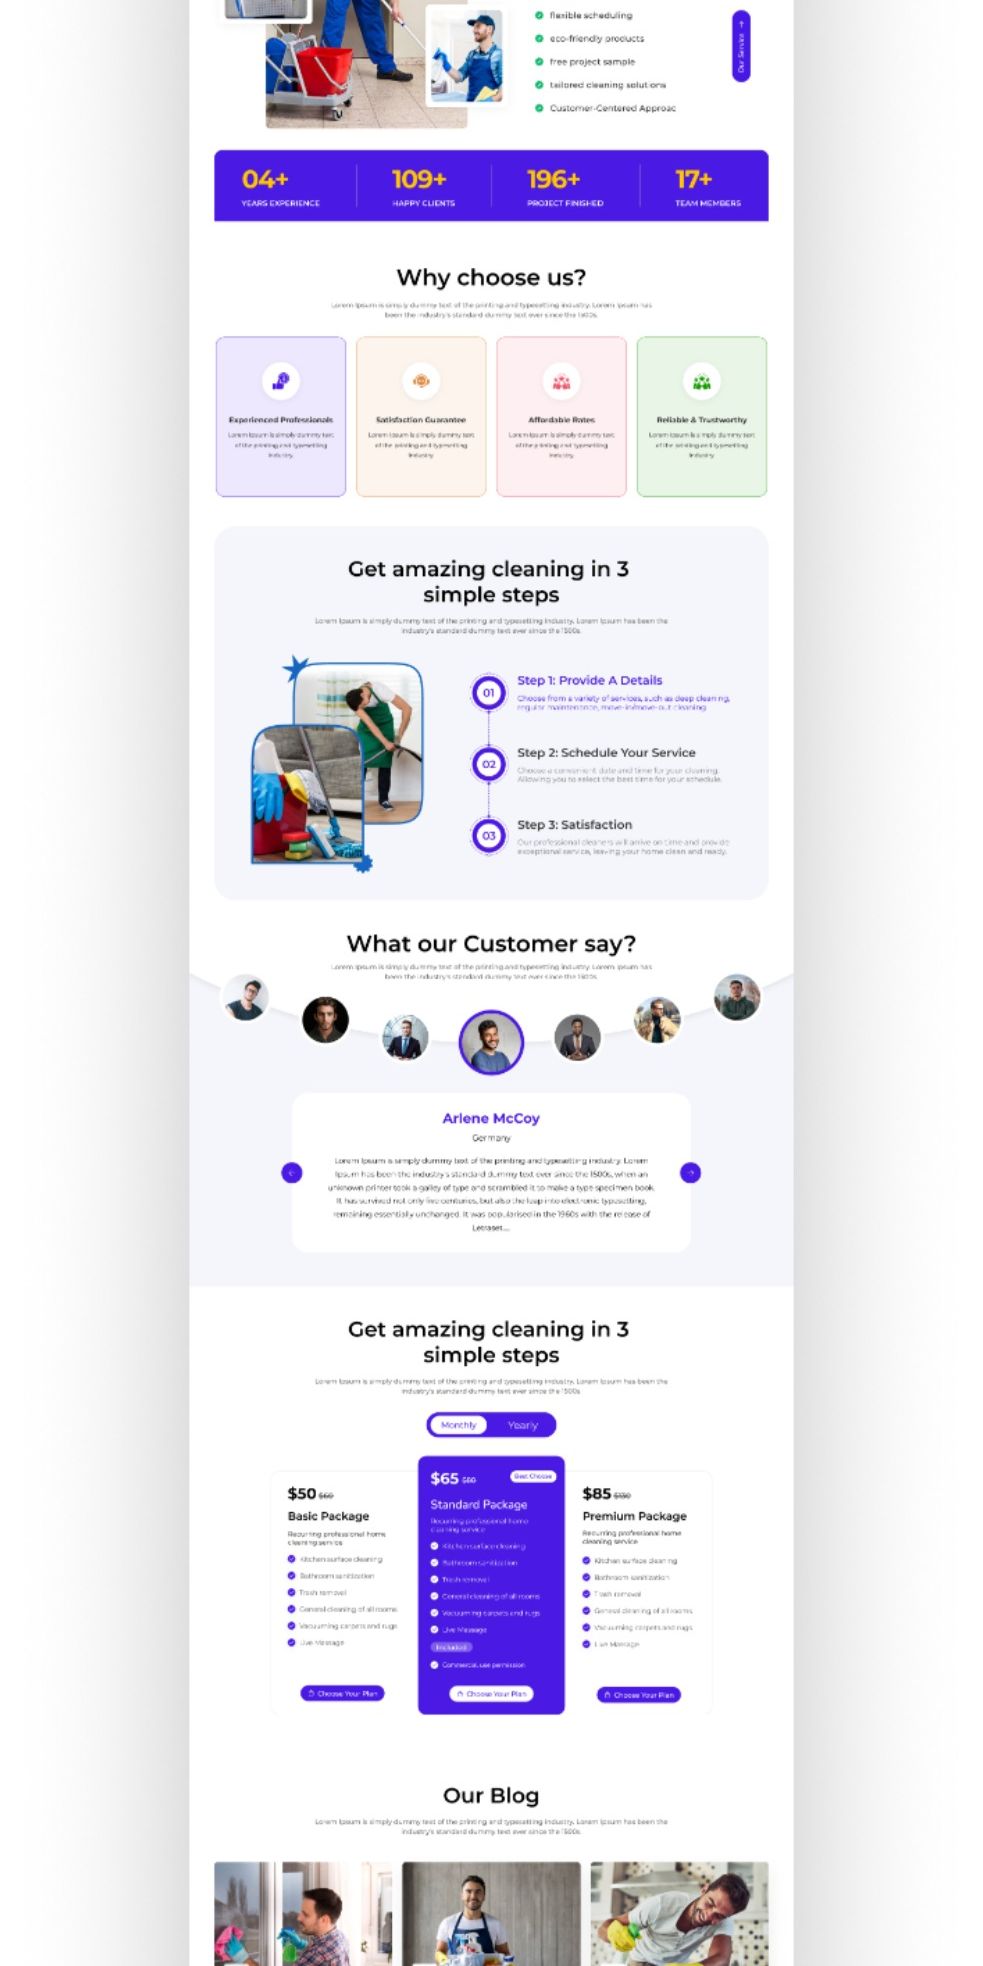 flexible scheduling
eco-friendly products
free project sample
tailored cleaning solutions
Customer-Centered Approac
Our Service
04+
YEARS EXPERIENCE
109+
HAPPY CLIENTS
196+
PROJECT FINISHED
17+
TEAM MEMBERS
Why choose us?
Lorem Ipsum is simply dummy text of the printing and typesetting industry. Lorem Ipsum has
been the industry's standard dummy text ever since the 1500s.
Experienced Professionals
Lorem Ipsum is simply dummy text
of the printing and typesetting
industry.
Satisfaction Guarantee
Lorem Ipsum is simply dummy text
of the printing and typesetting
industry
Affordable Rates
Lorem Ipsum is simply dummy text
of the printing and typesetting
industry.
Reliable & Trustworthy
Lorem Ipsum is simply dummy text
of the printing and typesetting
industry
Get amazing cleaning in 3
simple steps
Lorem Ipsum is simply dummy text of the printing and typesetting industry. Lorem Ipsum has been the
industry's standard dummy text ever since the 1500s.
01
Step 1: Provide A Details
Choose from a variety of services, such as deep cleaning,
regular maintenance, move-in/move-out cleaning
02
Step 2: Schedule Your Service
Choose a convenient date and time for your cleaning.
Allowing you to select the best time for your schedule.
03
Step 3: Satisfaction
Our professional cleaners will arrive on time and provide
exceptional service, leaving your home clean and ready.
What our Customer say?
Lorem Ipsum is simply dummy text of the printing and typesetting industry. Lorem Ipsum has
been the industry's standard dummy text ever since the 1500s.
Arlene McCoy
Germany
Lorem Ipsum is simply dummy text of the printing and typesetting industry. Lorem
Ipsum has been the industry's standard dummy text ever since the 1500s, when an
unknown printer took a galley of type and scrambled it to make a type specimen book.
It has survived not only five centuries, but also the leap into electronic typesetting,
remaining essentially unchanged. It was popularised in the 1960s with the release of
Letraset...
Get amazing cleaning in 3
simple steps
Lorem Ipsum is simply dummy text of the printing and typesetting industry. Lorem Ipsum has been the
industry's standard dummy text ever since the 1500s
Monthly
Yearly
$50 $60
Basic Package
Recurring professional home
cleaning service
Kitchen surface cleaning
Bathroom sanitization
Trash removal
General cleaning of all rooms
Vacuuming carpets and rugs
Live Message
Choose Your Plan
$65 $80
Best Choose
Standard Package
Recurring professional home
cleaning service
Kitchen surface cleaning
Bathroom sanitization
Trash removal
General cleaning of all rooms
Vacuuming carpets and rugs
Live Message
Included
Commercial use permission
Choose Your Plan
$85 $130
Premium Package
Recurring professional home
cleaning service
Kitchen surface cleaning
Bathroom sanitization
Trash removal
General cleaning of all rooms
Vacuuming carpets and rugs
Live Message
Choose Your Plan
Our Blog
Lorem Ipsum is simply dummy text of the printing and typesetting industry. Lorem Ipsum has been the
industry's standard dummy text ever since the 1500s.